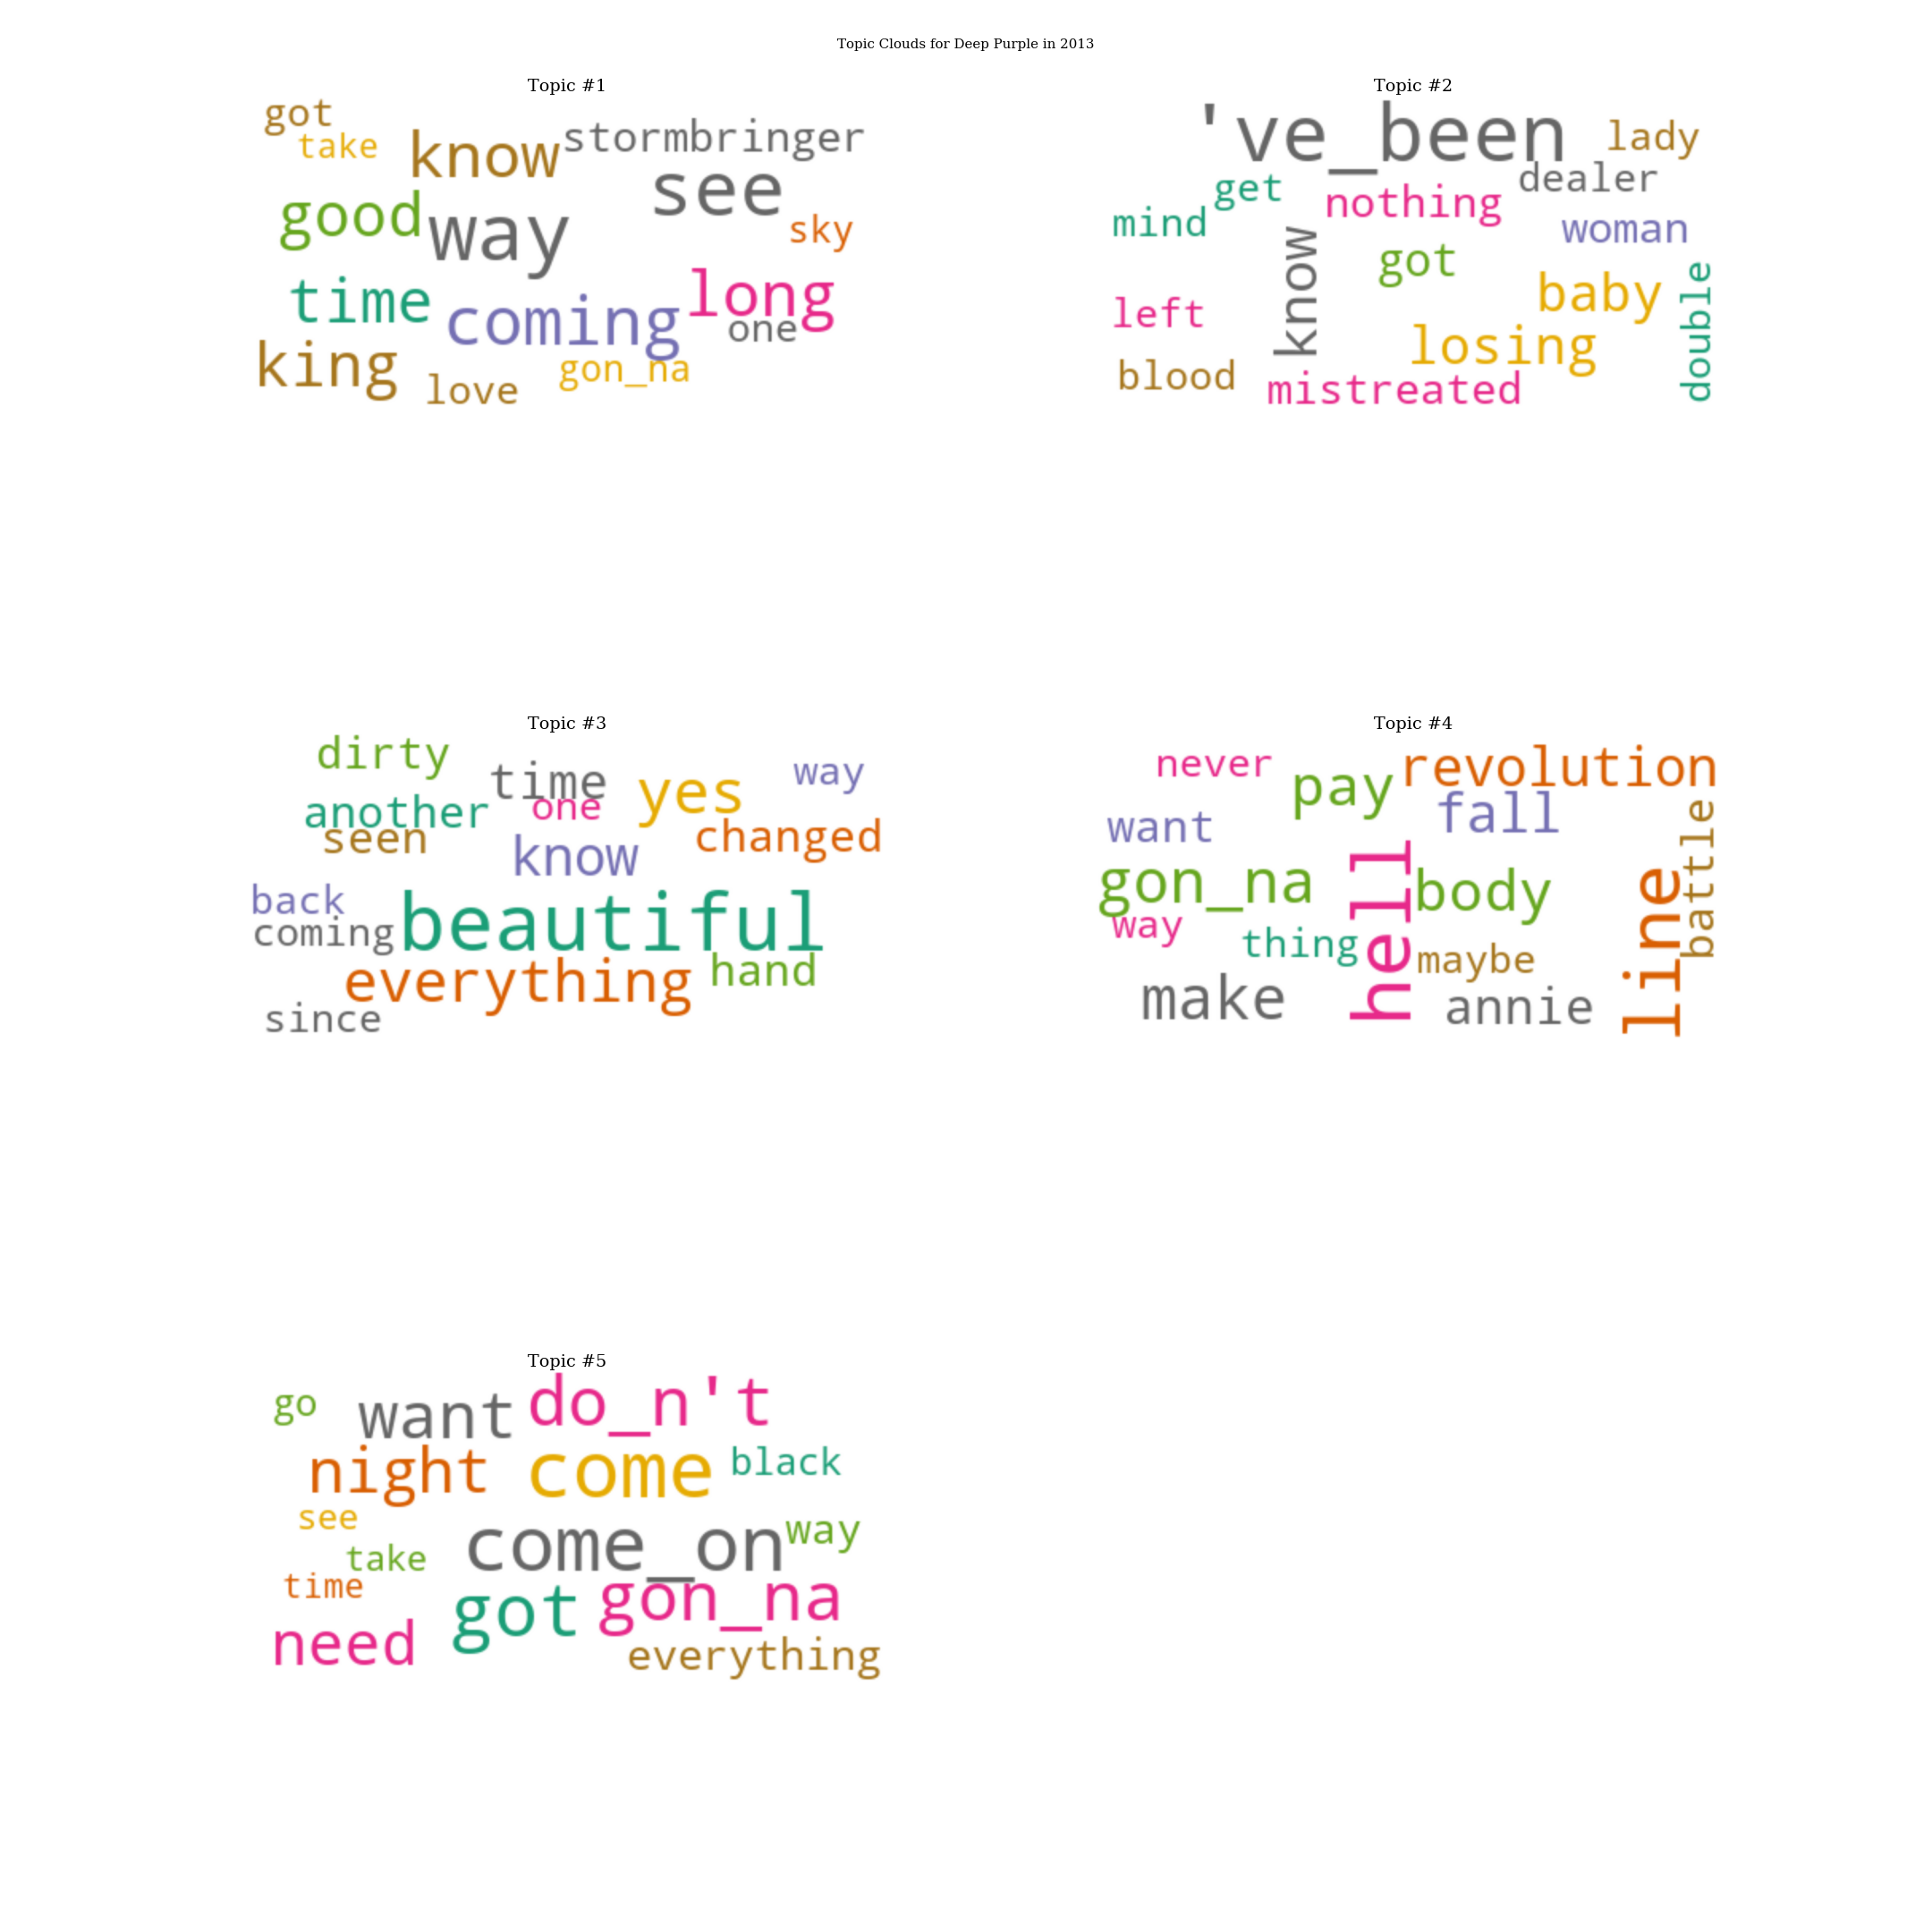 Topic Clouds for Deep Purple in 2013
Topic #1
got
take
know
stormbringer
see
good
way
sky
time
coming
long
one
king
love
gon_na
Topic #2
've_been
lady
get
nothing
dealer
mind
know
woman
got
left
baby
double
losing
blood
mistreated
Topic #3
dirty
time
yes
way
another
one
seen
know
changed
back
coming
beautiful
everything
hand
since
Topic #4
never
pay
revolution
want
fall
battle
gon_na
hell
body
line
way
thing
maybe
make
annie
Topic #5
go
want
do_n't
night
come
black
see
come_on
way
take
time
got
gon_na
need
everything